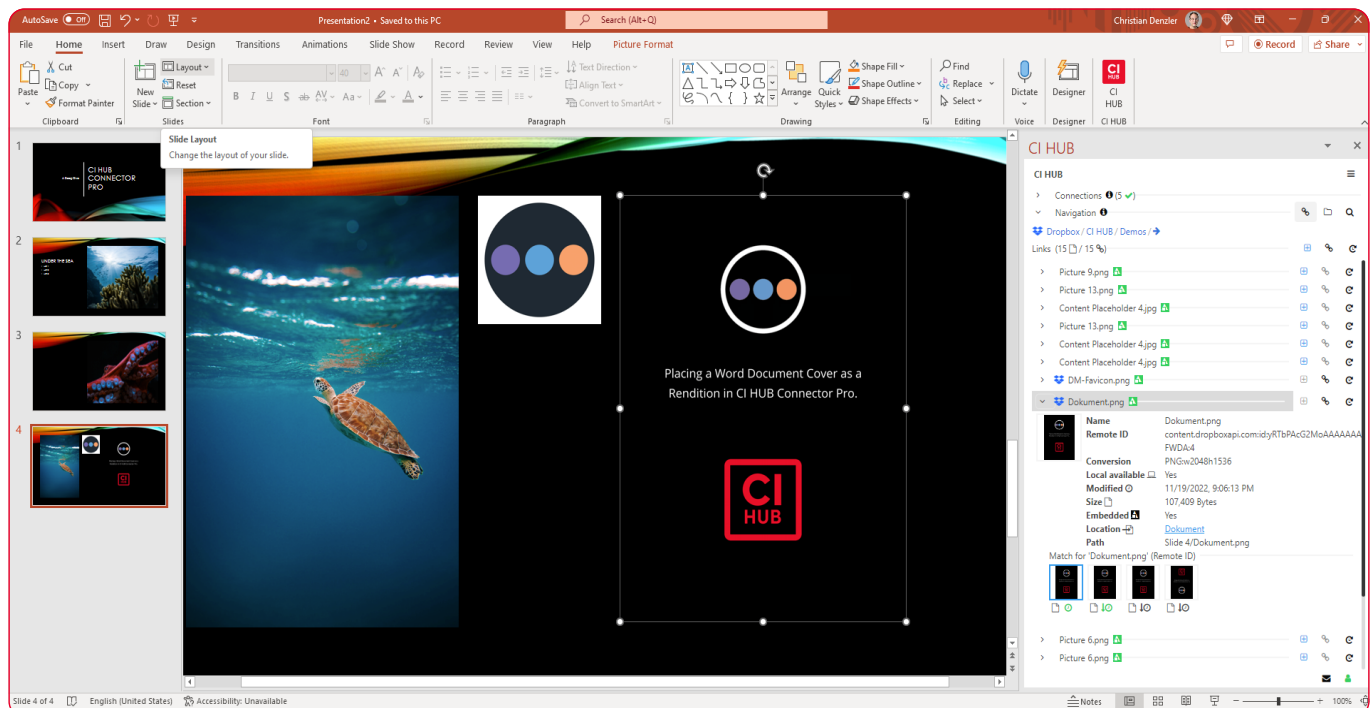 AutoSave Off
Presentation2 • Saved to this PC
Search (Alt+Q)
Christian Denzler
File Home Insert Draw Design Transitions Animations Slide Show Record Review View Help Picture Format
Record Share
Paste
Cut
Copy
Format Painter
Clipboard
New Slide
Layout
Reset
Section
Slides
40
Font
Text Direction
Align Text
Convert to SmartArt
Paragraph
Arrange
Quick Styles
Shape Fill
Shape Outline
Shape Effects
Drawing
Find
Replace
Select
Editing
Dictate
Voice
Designer
Designer
CI HUB
CI HUB
CI HUB
Slide Layout
Change the layout of your slide.
1
CI HUB
CONNECTOR
PRO
2
UNDER THE SEA
3
4
Placing a Word Document Cover as a
Rendition in CI HUB Connector Pro.
CI
HUB
CI HUB
CI HUB
Connections (5)
Navigation
Dropbox / CI HUB / Demos /
Links (15 / 15)
Picture 9.png
Picture 13.png
Content Placeholder 4.jpg
Picture 13.png
Content Placeholder 4.jpg
Content Placeholder 4.jpg
DM-Favicon.png
Dokument.png
Name Dokument.png
Remote ID content.dropboxapi.com:id:yRTbPAcG2MoAAAAAAA
FWDA:4
Conversion PNG:w2048h1536
Local available Yes
Modified 11/19/2022, 9:06:13 PM
Size 107,409 Bytes
Embedded Yes
Location Dokument
Path Slide 4/Dokument.png
Match for 'Dokument.png' (Remote ID)
Picture 6.png
Picture 6.png
Slide 4 of 4 English (United States) Accessibility: Unavailable
Notes 100%